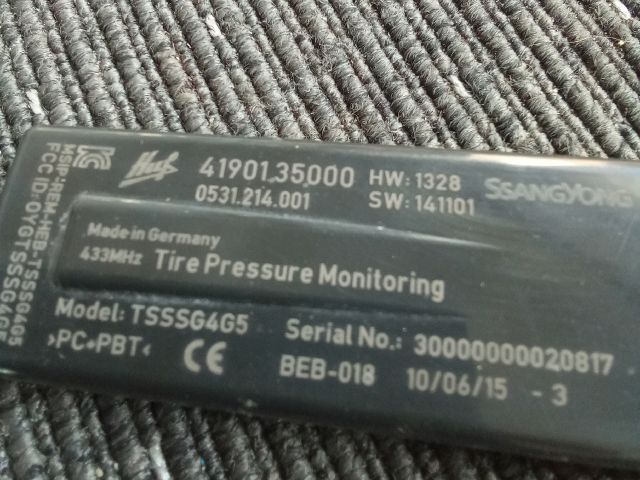 Huf 41901.35000 HW: 1328 SSANGYONG
0531.214.001 SW: 141101
Made in Germany
433MHz Tire Pressure Monitoring
Model: TSSSG4G5 Serial No.: 30000000020817
>PC+PBT< CE BEB-018 10/06/15 - 3
MSIP-REM-HEB-TSSSG4G5
FCC ID:OYGTSSSG4G5